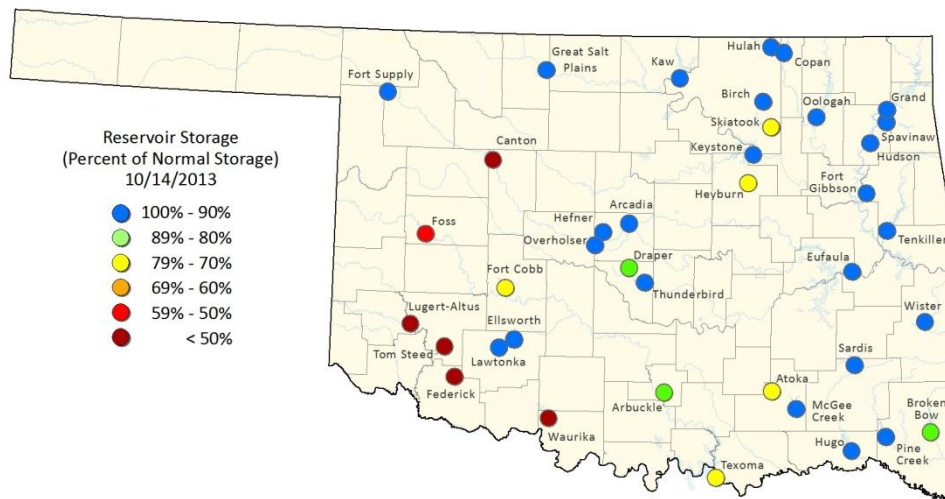 Reservoir Storage
(Percent of Normal Storage)
10/14/2013
100% - 90%
89% - 80%
79% - 70%
69% - 60%
59% - 50%
< 50%
Fort Supply
Great Salt
Plains
Kaw
Hulah
Copan
Birch
Skiatook
Oologah
Grand
Spavinaw
Hudson
Keystone
Canton
Heyburn
Fort
Gibbson
Foss
Hefner
Arcadia
Overholser
Draper
Thunderbird
Tenkiller
Eufaula
Fort Cobb
Lugert-Altus
Ellsworth
Tom Steed
Lawtonka
Federick
Wister
Sardis
Atoka
Arbuckle
McGee
Creek
Broken
Bow
Waurika
Hugo
Pine
Creek
Texoma